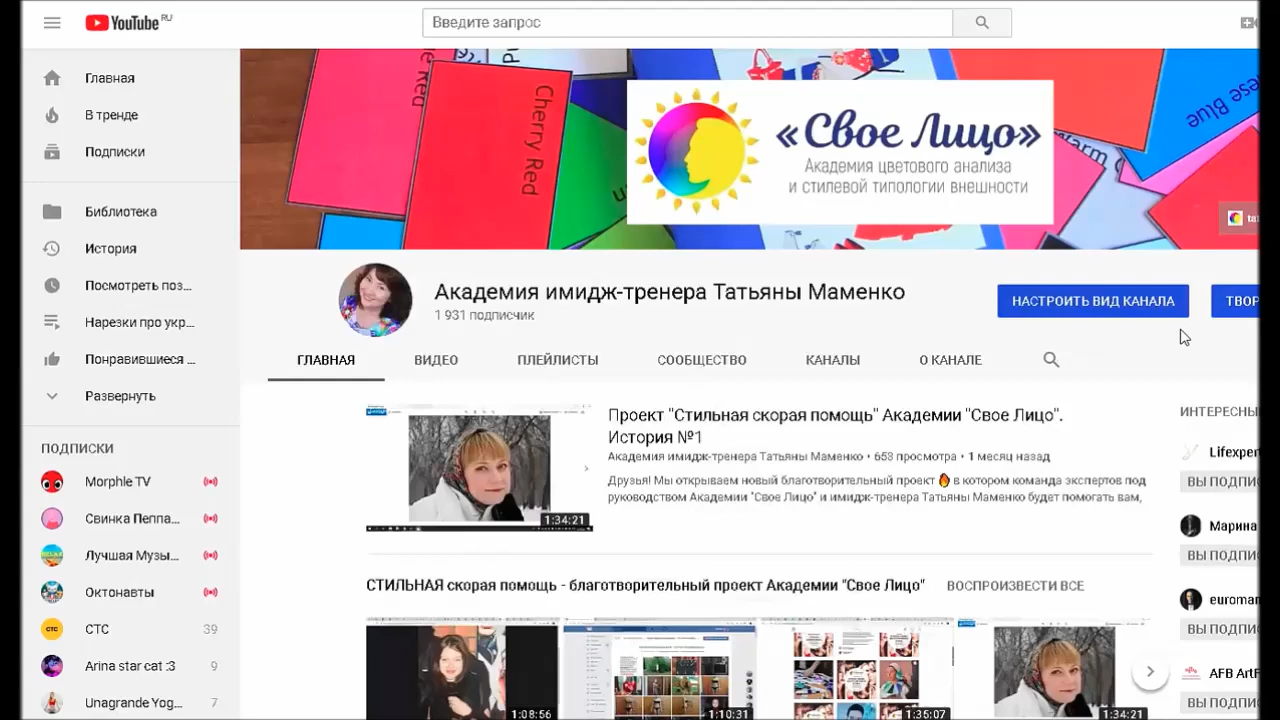 YouTube RU
Введите запрос
Главная
В тренде
Подписки
Библиотека
История
Посмотреть поз...
Нарезки про укр...
Понравившиеся ...
Развернуть
ПОДПИСКИ
Morphle TV
Свинка Пеппа...
Лучшая Музы...
Октонавты
СТС 39
Arina star cat :3 9
Unagrande Yog... 7
Cherry Red
«Свое Лицо»
Академия цветового анализа
и стилевой типологии внешности
Академия имидж-тренера Татьяны Маменко
1 931 подписчик
НАСТРОИТЬ ВИД КАНАЛА
ТВОР
ГЛАВНАЯ ВИДЕО ПЛЕЙЛИСТЫ СООБЩЕСТВО КАНАЛЫ О КАНАЛЕ
Проект "Стильная скорая помощь" Академии "Свое Лицо".
История №1
Академия имидж-тренера Татьяны Маменко • 653 просмотра • 1 месяц назад
Друзья! Мы открываем новый благотворительный проект 🔥 в котором команда экспертов под
руководством Академии "Свое Лицо" и имидж-тренера Татьяны Маменко будет помогать вам,
1:34:21
СТИЛЬНАЯ скорая помощь - благотворительный проект Академии "Свое Лицо" ВОСПРОИЗВЕСТИ ВСЕ
1:08:56
1:10:31
1:35:07
1:34:21
ИНТЕРЕСНЫ
Lifexper
ВЫ ПОДПИС
Марина
ВЫ ПОДПИС
euromar
ВЫ ПОДПИС
AFB ArtF
ВЫ ПОДПИС